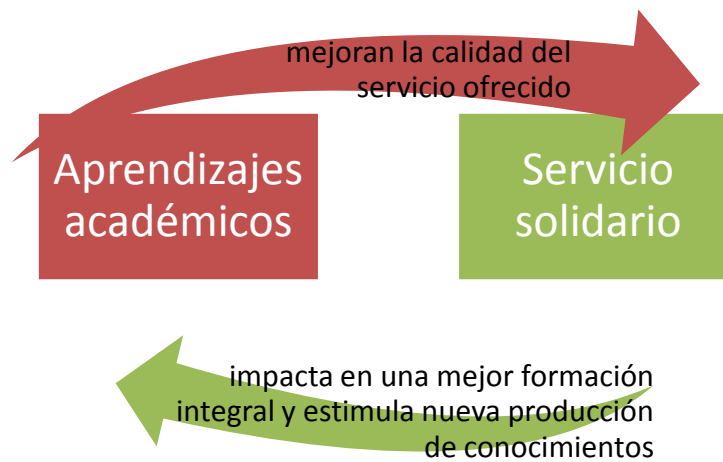 mejoran la calidad del
servicio ofrecido
Aprendizajes
académicos
Servicio
solidario
impacta en una mejor formación
integral y estimula nueva producción
de conocimientos